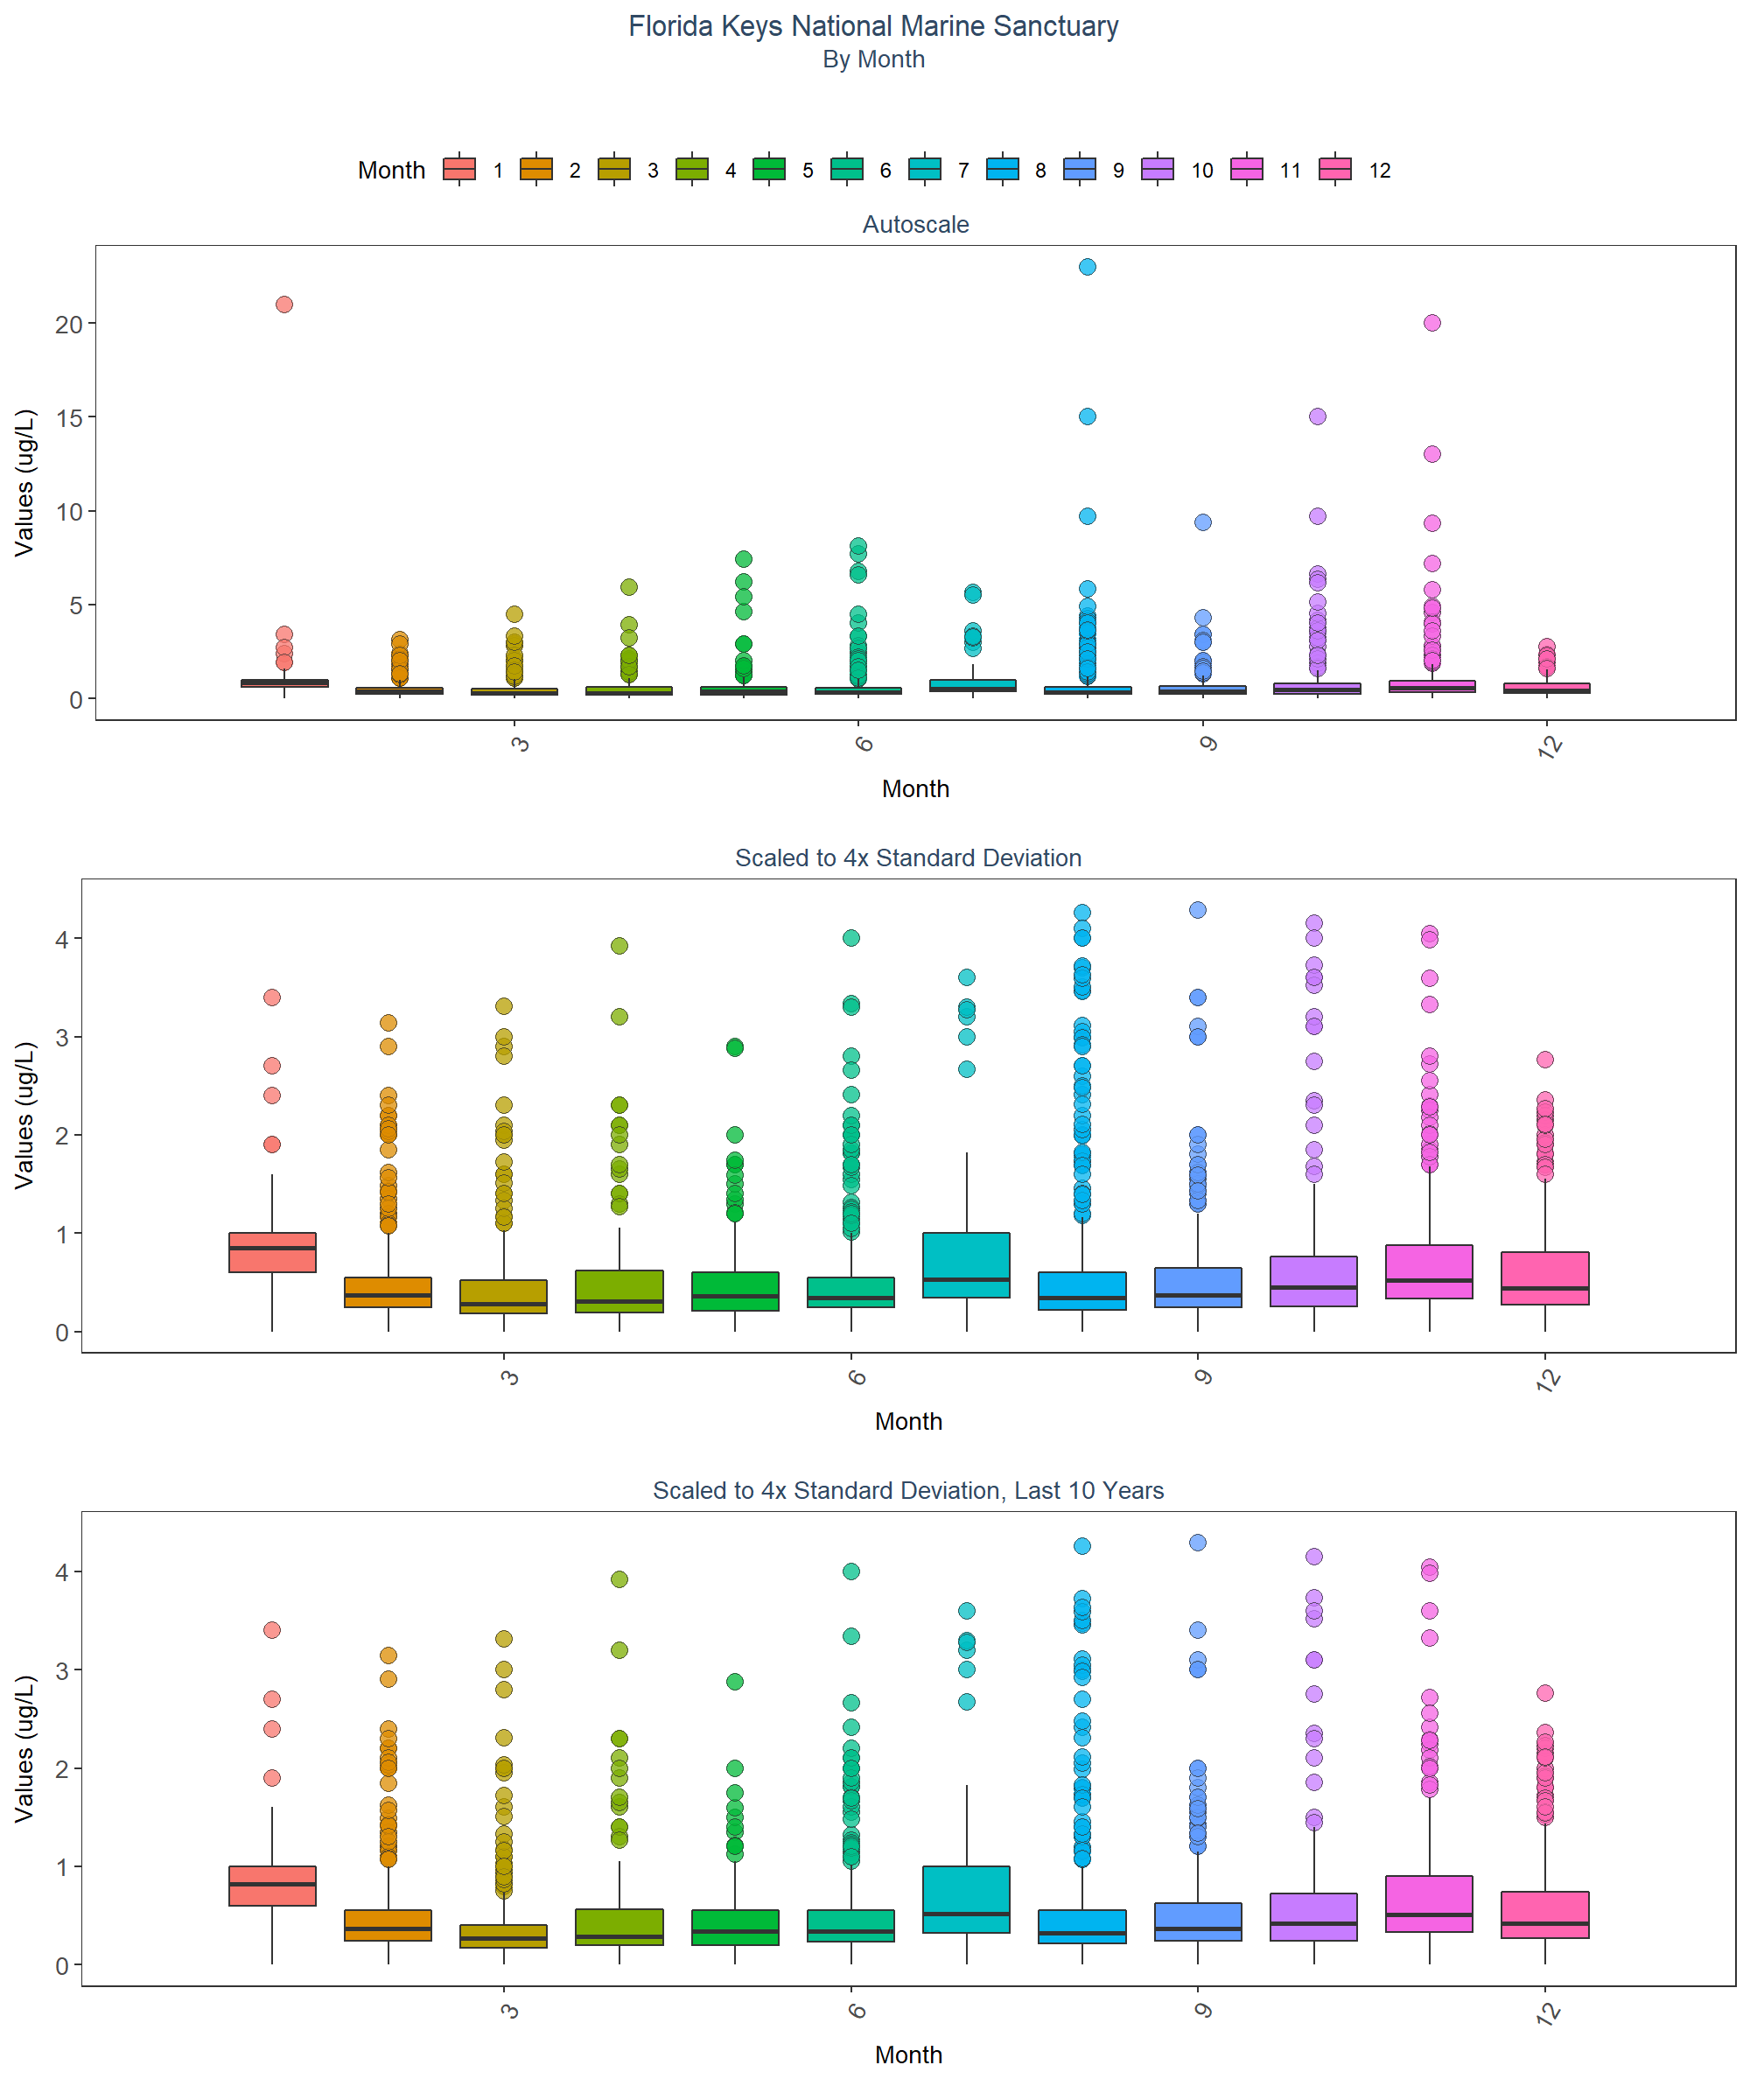 Florida Keys National Marine Sanctuary
By Month
Month 1 2 3 4 5 6 7 8 9 10 11 12
Autoscale
Values (ug/L)
20
15
10
5
0
3 6 9 12
Month
Scaled to 4x Standard Deviation
Values (ug/L)
4
3
2
1
0
3 6 9 12
Month
Scaled to 4x Standard Deviation, Last 10 Years
Values (ug/L)
4
3
2
1
0
3 6 9 12
Month